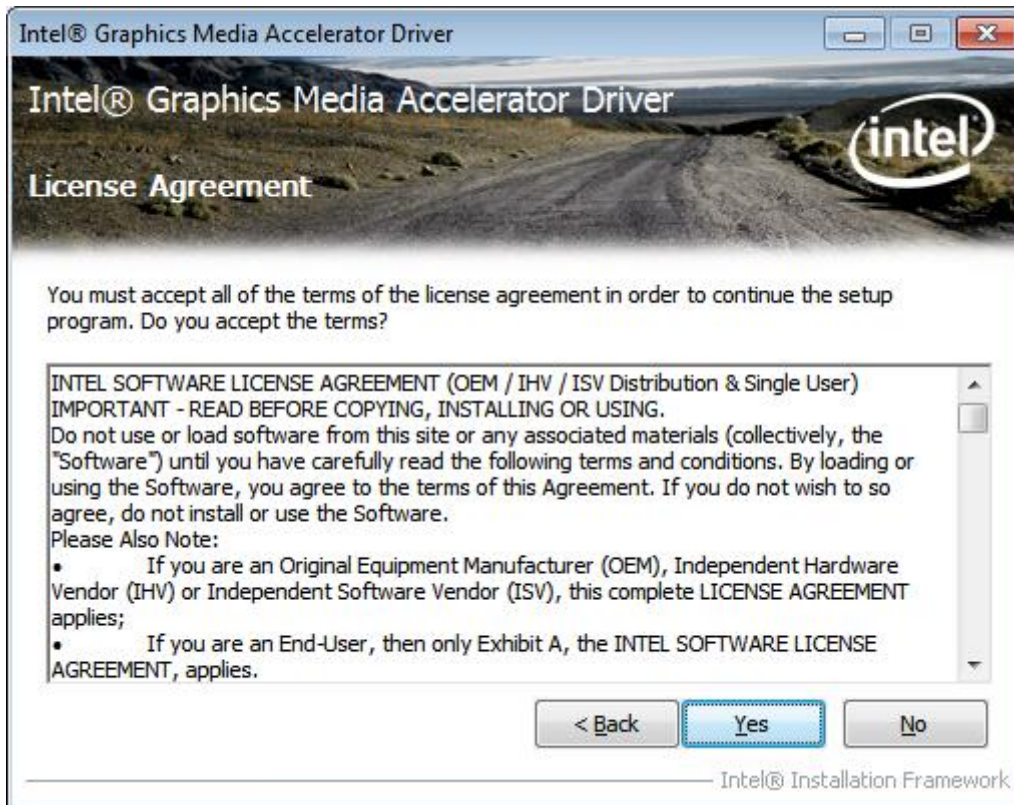 Intel® Graphics Media Accelerator Driver
Intel® Graphics Media Accelerator Driver
intel
License Agreement
You must accept all of the terms of the license agreement in order to continue the setup
program. Do you accept the terms?
INTEL SOFTWARE LICENSE AGREEMENT (OEM / IHV / ISV Distribution & Single User)
IMPORTANT - READ BEFORE COPYING, INSTALLING OR USING.
Do not use or load software from this site or any associated materials (collectively, the
"Software") until you have carefully read the following terms and conditions. By loading or
using the Software, you agree to the terms of this Agreement. If you do not wish to so
agree, do not install or use the Software.
Please Also Note:
• If you are an Original Equipment Manufacturer (OEM), Independent Hardware
Vendor (IHV) or Independent Software Vendor (ISV), this complete LICENSE AGREEMENT
applies;
• If you are an End-User, then only Exhibit A, the INTEL SOFTWARE LICENSE
AGREEMENT, applies.
< Back Yes No
Intel® Installation Framework